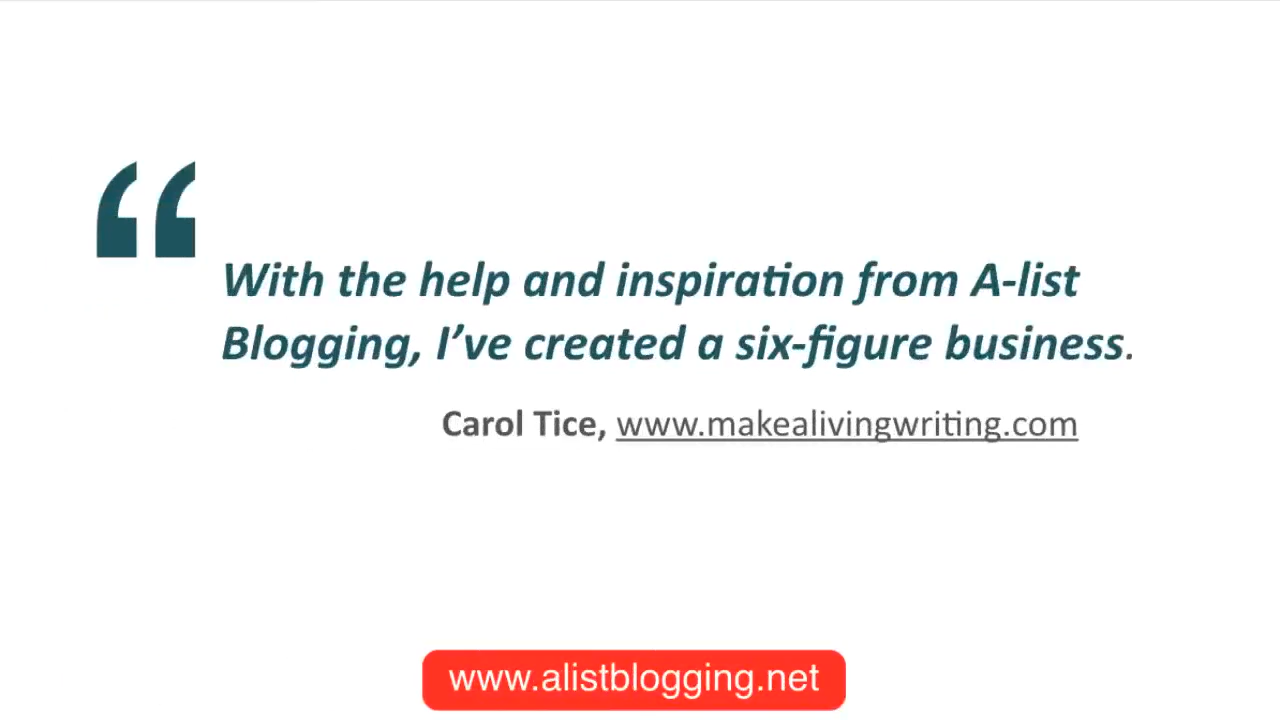 “
With the help and inspiration from A-list
Blogging, I’ve created a six-figure business.
Carol Tice, www.makealivingwriting.com
www.alistblogging.net